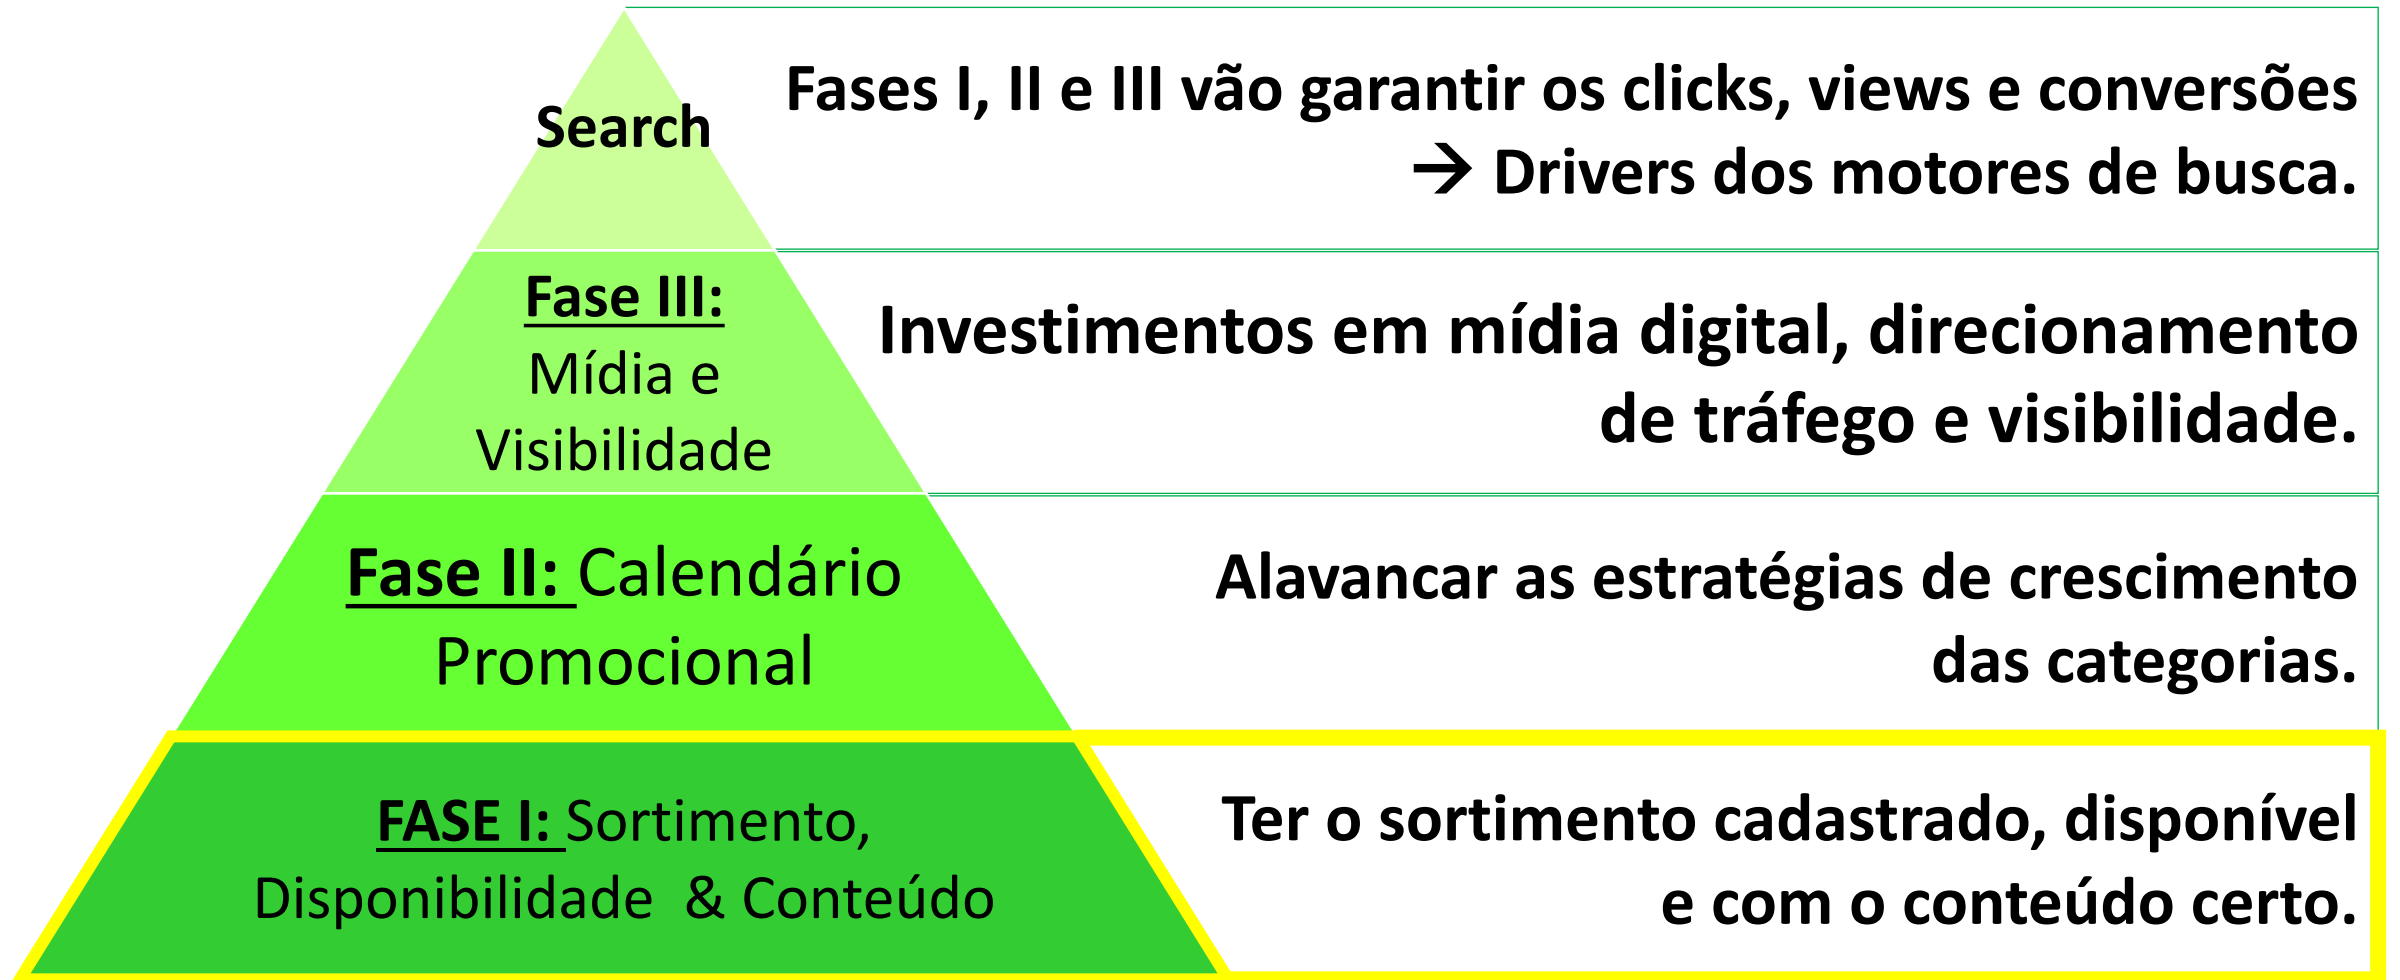 Search
Fases I, II e III vão garantir os clicks, views e conversões
→ Drivers dos motores de busca.
Fase III:
Mídia e
Visibilidade
Investimentos em mídia digital, direcionamento
de tráfego e visibilidade.
Fase II: Calendário
Promocional
Alavancar as estratégias de crescimento
das categorias.
FASE I: Sortimento,
Disponibilidade & Conteúdo
Ter o sortimento cadastrado, disponível
e com o conteúdo certo.